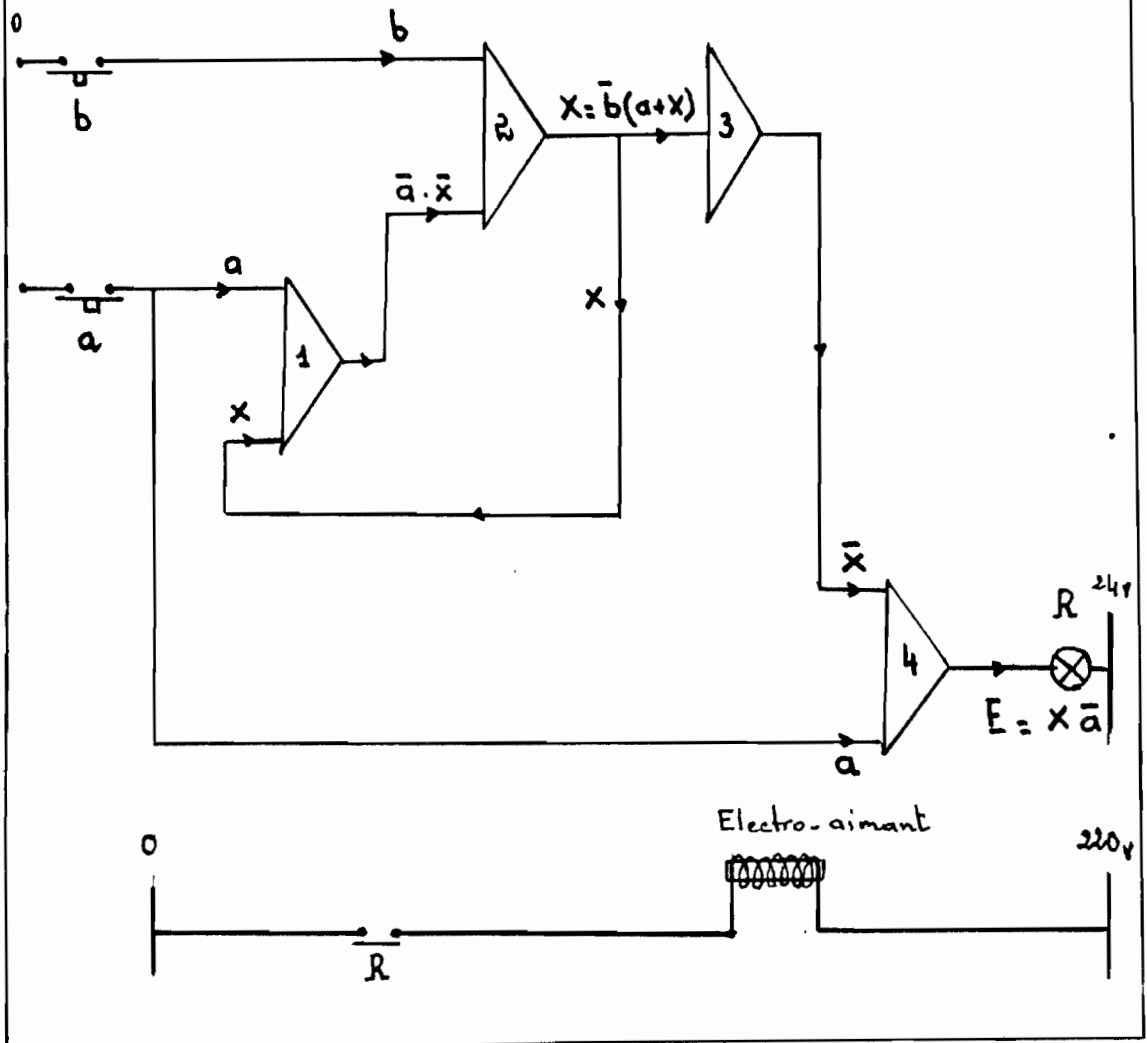 0
b
b
2
X = b̄(a+x)
3
ā . x̄
a
a
1
x
x
x̄
R
24v
4
E = X ā
a
Electro-aimant
0
220v
R